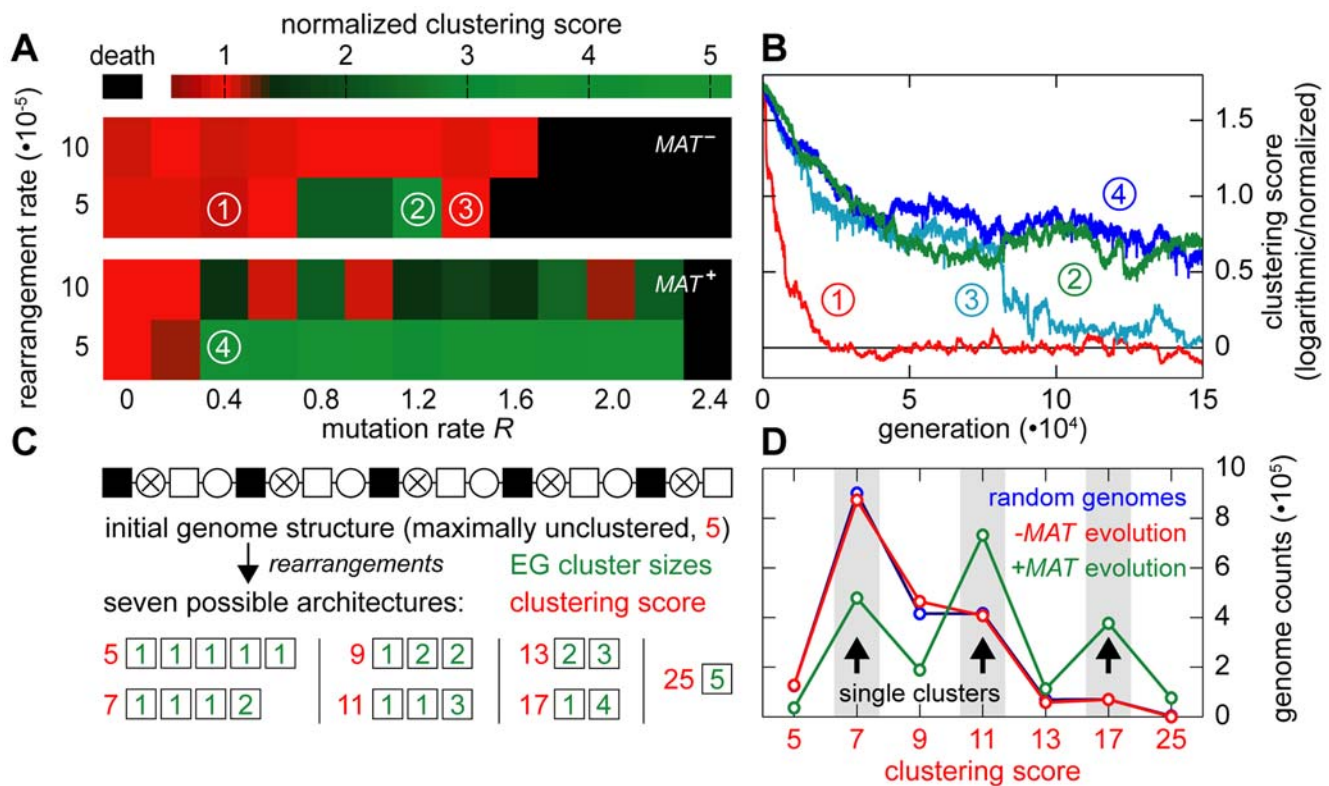 A
normalized clustering score
death 1 2 3 4 5
rearrangement rate (•10⁻⁵)
10 MAT⁻
5 ① ② ③
10 MAT⁺
5 ④
0 0.4 0.8 1.2 1.6 2.0 2.4
mutation rate R
B
1.5
1.0
0.5
0
clustering score
(logarithmic/normalized)
④
②
③
①
0 5 10 15
generation (•10⁴)
C
initial genome structure (maximally unclustered, 5)
rearrangements
EG cluster sizes
seven possible architectures:
clustering score
5 1 1 1 1 1
7 1 1 1 2
9 1 2 2
11 1 1 3
13 2 3
17 1 4
25 5
D
random genomes
-MAT evolution
+MAT evolution
single clusters
10
8
6
4
2
0
genome counts (•10⁵)
5 7 9 11 13 17 25
clustering score